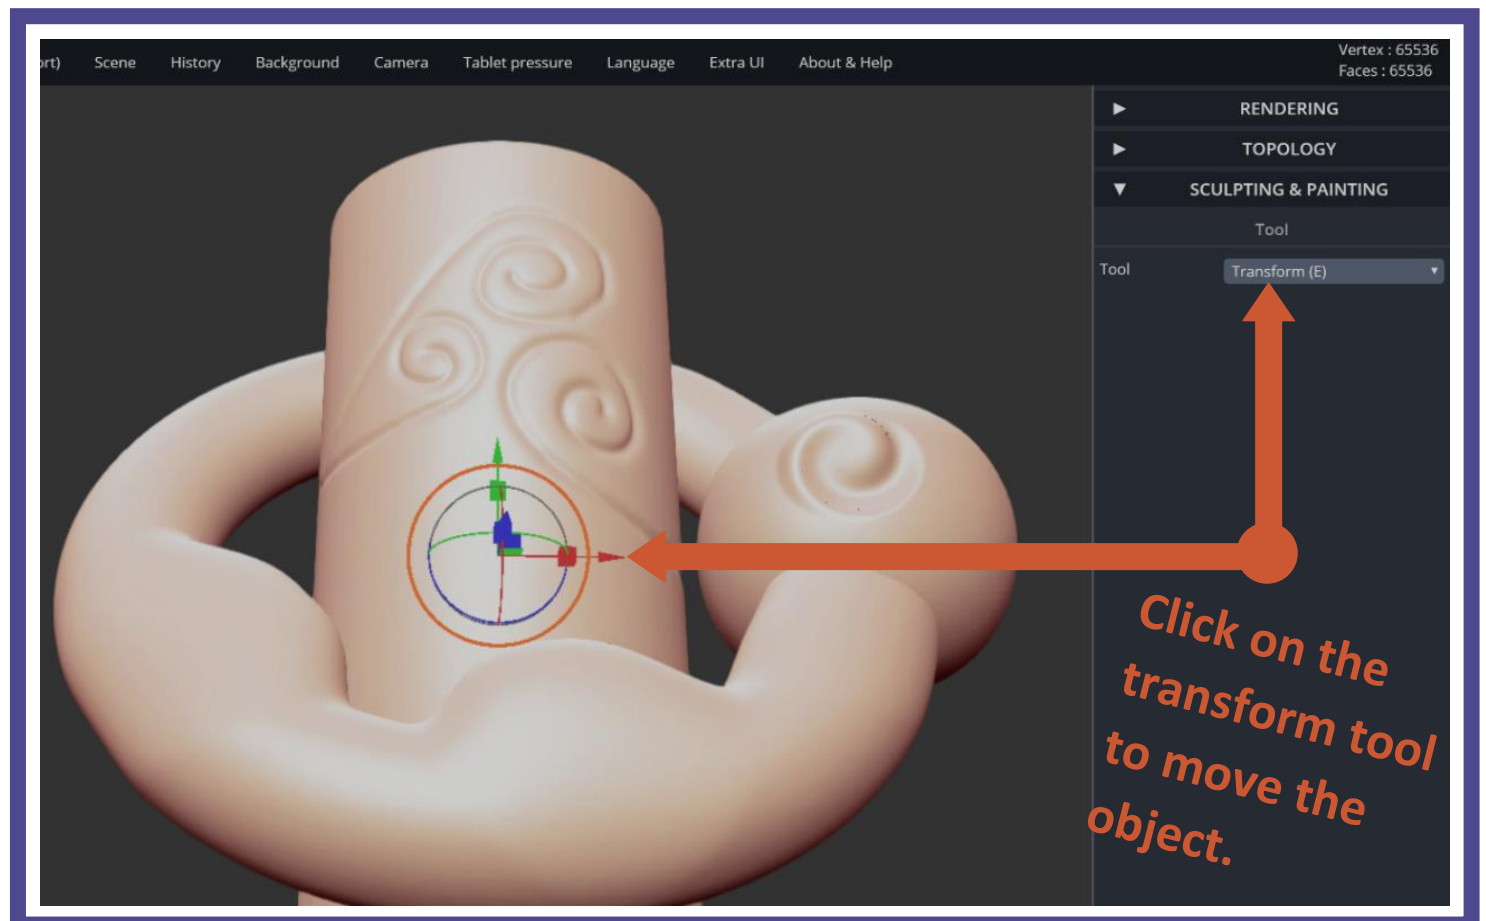 ort) Scene History Background Camera Tablet pressure Language Extra UI About & Help
Vertex : 65536
Faces : 65536
RENDERING
TOPOLOGY
SCULPTING & PAINTING
Tool
Tool Transform (E)
Click on the
transform tool
to move the
object.